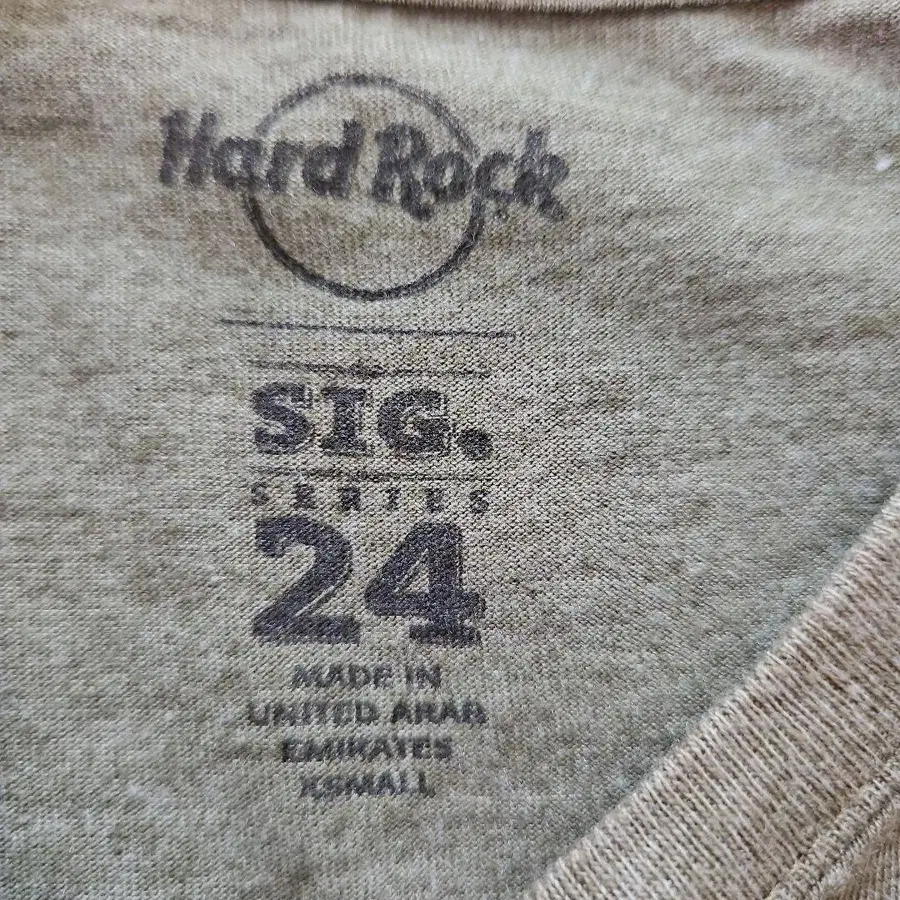 Hard Rock
SIG.
SERIES
24
MADE IN
UNITED ARAB
EMIRATES
XSMALL